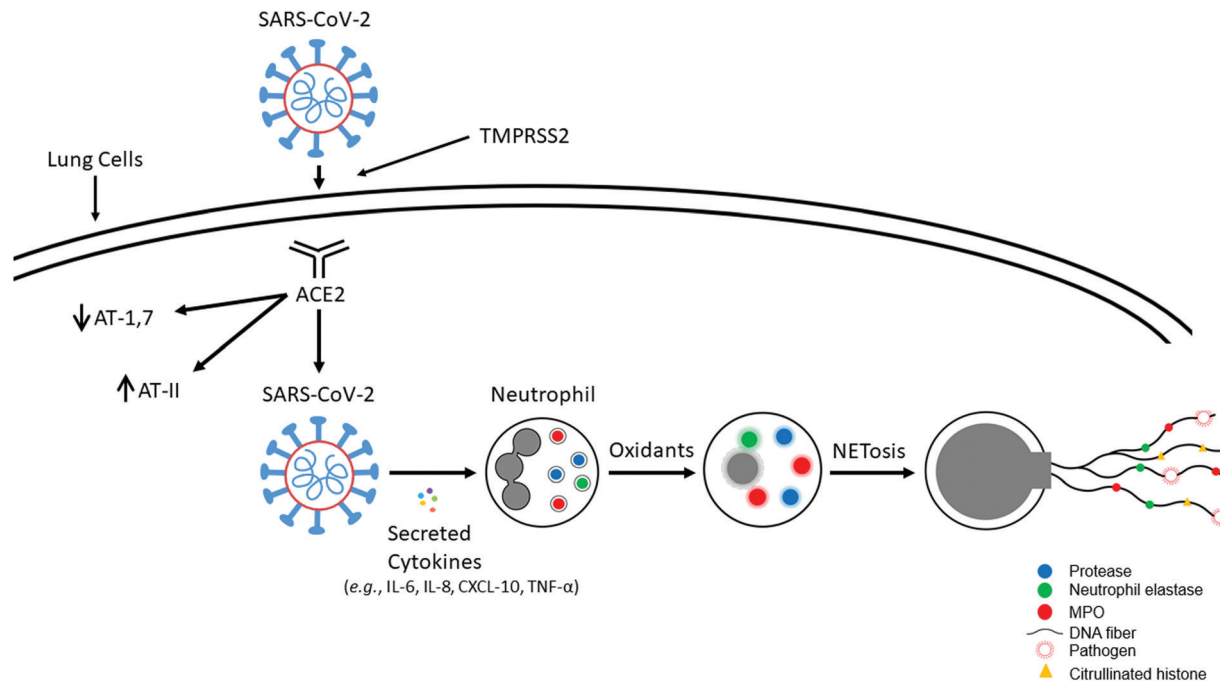 SARS-CoV-2
TMPRSS2
Lung Cells
ACE2
↓ AT-1,7
↑ AT-II
SARS-CoV-2
Neutrophil
Oxidants
NETosis
Secreted
Cytokines
(e.g., IL-6, IL-8, CXCL-10, TNF-α)
Protease
Neutrophil elastase
MPO
DNA fiber
Pathogen
Citrullinated histone